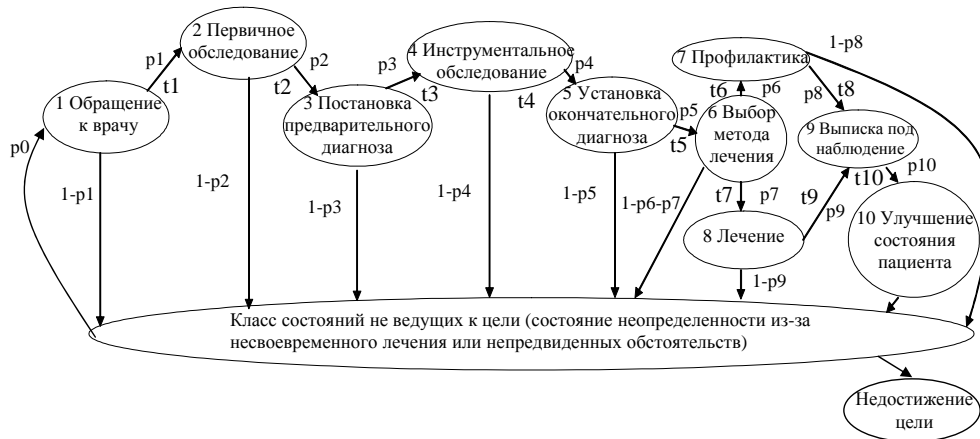 p0
1 Обращение
к врачу
p1
t1
1-p1
2 Первичное
обследование
p2
t2
1-p2
3 Постановка
предварительного
диагноза
p3
t3
1-p3
4 Инструментальное
обследование
p4
t4
1-p4
5 Установка
окончательного
диагноза
p5
t5
1-p5
6 Выбор
метода
лечения
t6
p6
1-p6-p7
t7
p7
7 Профилактика
1-p8
p8
t8
8 Лечение
t9
p9
1-p9
9 Выписка под
наблюдение
t10
p10
10 Улучшение
состояния
пациента
Класс состояний не ведущих к цели (состояние неопределенности из-за
несвоевременного лечения или непредвиденных обстоятельств)
Недостижение
цели